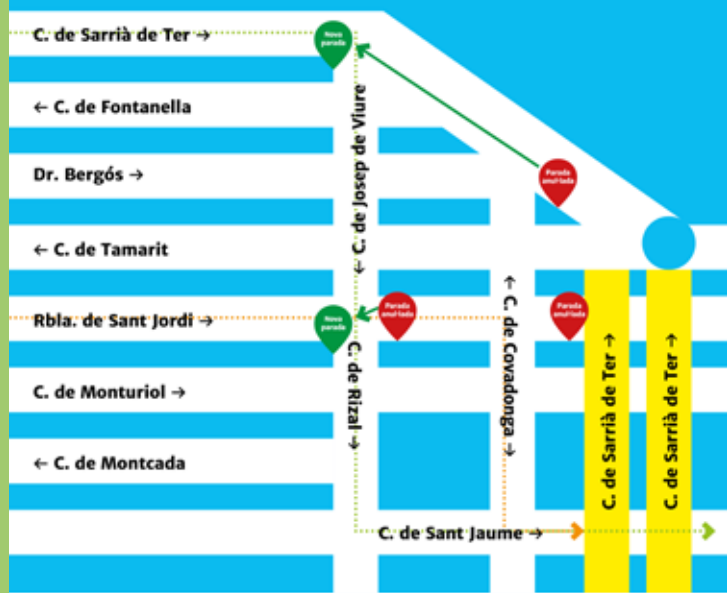 C. de Sarrià de Ter →
Nova
parada
← C. de Fontanella
C. de Josep de Viure →
Dr. Bergós →
Parada
anul·lada
← C. de Tamarit
Rbla. de Sant Jordi →
Nova
parada
Parada
anul·lada
← C. de Covadonga →
Parada
anul·lada
C. de Rizal →
C. de Sarrià de Ter →
C. de Sarrià de Ter →
C. de Monturiol →
← C. de Montcada
C. de Sant Jaume →